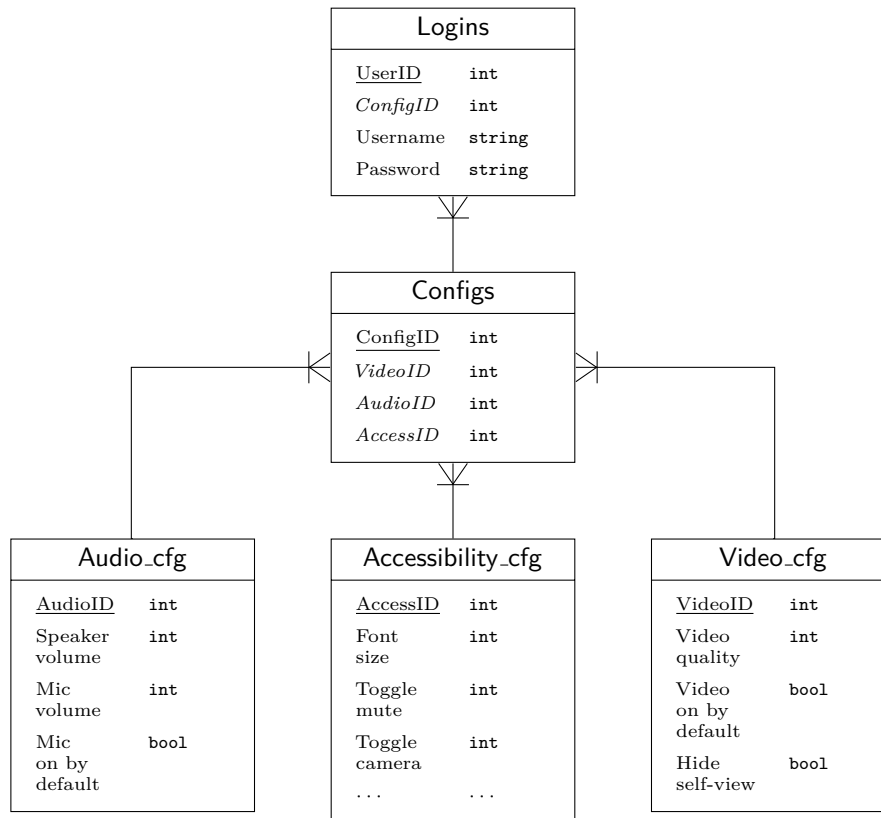 Logins
UserID int
ConfigID int
Username string
Password string
Configs
ConfigID int
VideoID int
AudioID int
AccessID int
Audio_cfg
AudioID int
Speaker int
volume
Mic int
volume
Mic bool
on by
default
Accessibility_cfg
AccessID int
Font int
size
Toggle int
mute
Toggle int
camera
... ...
Video_cfg
VideoID int
Video int
quality
Video bool
on by
default
Hide bool
self-view